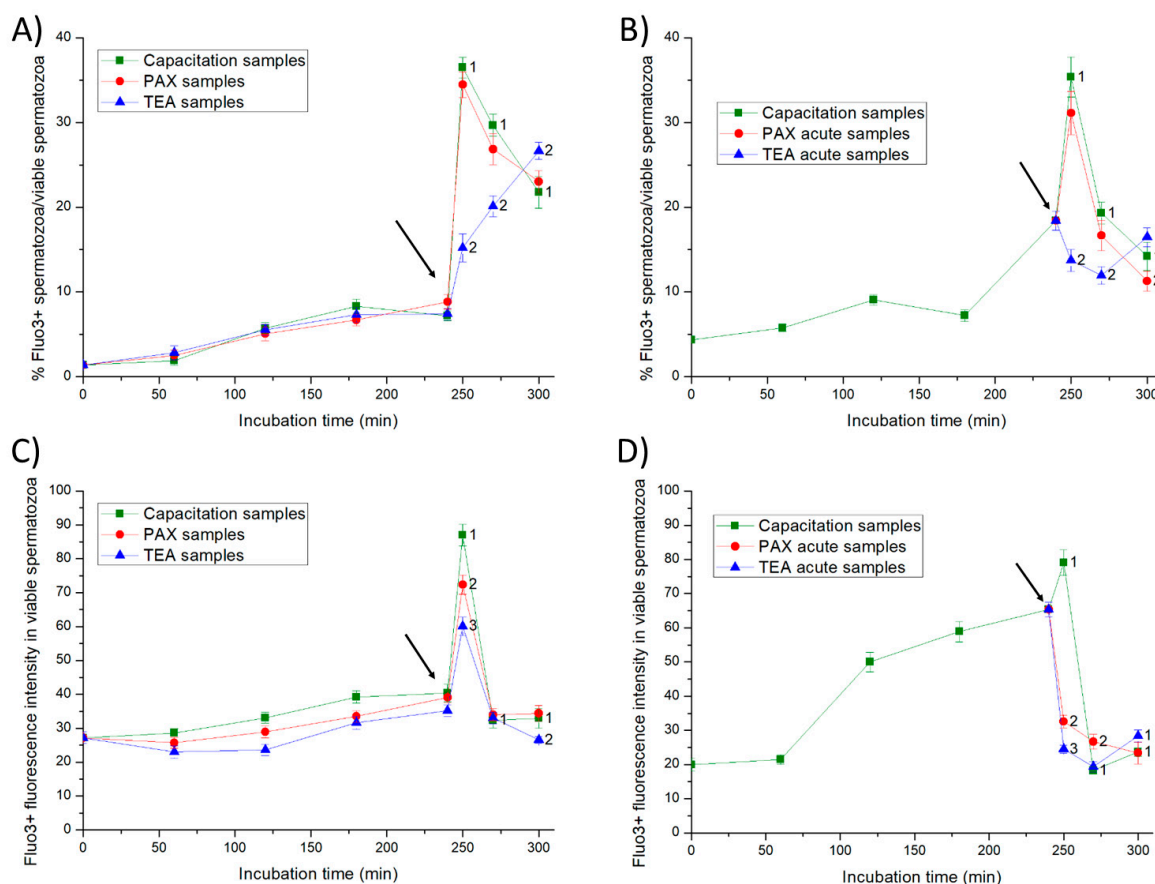 A)
Capacitation samples
PAX samples
TEA samples
% Fluo3+ spermatozoa/viable spermatozoa
40
30
20
10
0
1
1
2
2
2
1
0 50 100 150 200 250 300
Incubation time (min)
B)
Capacitation samples
PAX acute samples
TEA acute samples
% Fluo3+ spermatozoa/viable spermatozoa
40
30
20
10
0
1
1
2
2
2
0 50 100 150 200 250 300
Incubation time (min)
C)
Capacitation samples
PAX samples
TEA samples
Fluo3+ fluorescence intensity in viable spermatozoa
100
90
80
70
60
50
40
30
20
10
0
1
2
3
1
1
2
0 50 100 150 200 250 300
Incubation time (min)
D)
Capacitation samples
PAX acute samples
TEA acute samples
Fluo3+ fluorescence intensity in viable spermatozoa
100
90
80
70
60
50
40
30
20
10
0
1
2
3
2
1
1
1
0 50 100 150 200 250 300
Incubation time (min)